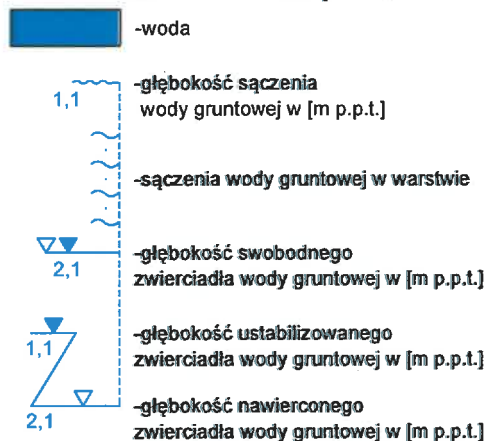 -woda
-głębokość sączenia
1,1
wody gruntowej w [m p.p.t.]
-sączenia wody gruntowej w warstwie
-głębokość swobodnego
2,1
zwierciadła wody gruntowej w [m p.p.t.]
-głębokość ustabilizowanego
1,1
zwierciadła wody gruntowej w [m p.p.t.]
-głębokość nawierconego
2,1
zwierciadła wody gruntowej w [m p.p.t.]